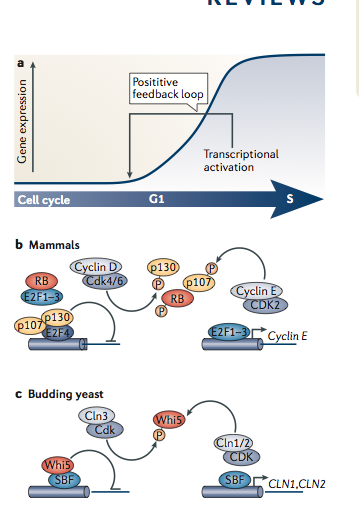 REVIEWS
a
Posititive
feedback loop
Gene expression
Transcriptional
activation
Cell cycle
G1
S
b Mammals
Cyclin D
Cdk4/6
RB
E2F1–3
p107
p130
E2F4
p130
P
p107
P
RB
P
Cyclin E
CDK2
E2F1–3
Cyclin E
c Budding yeast
Cln3
Cdk
Whi5
P
Whi5
SBF
Cln1/2
CDK
SBF
CLN1,CLN2